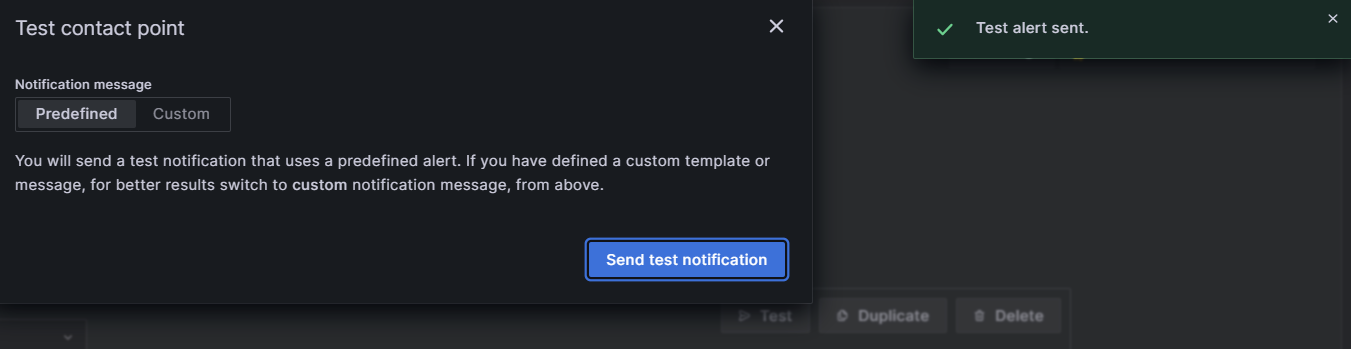 Test contact point
Test alert sent.
Notification message
Predefined Custom
You will send a test notification that uses a predefined alert. If you have defined a custom template or
message, for better results switch to custom notification message, from above.
Send test notification
Test Duplicate Delete